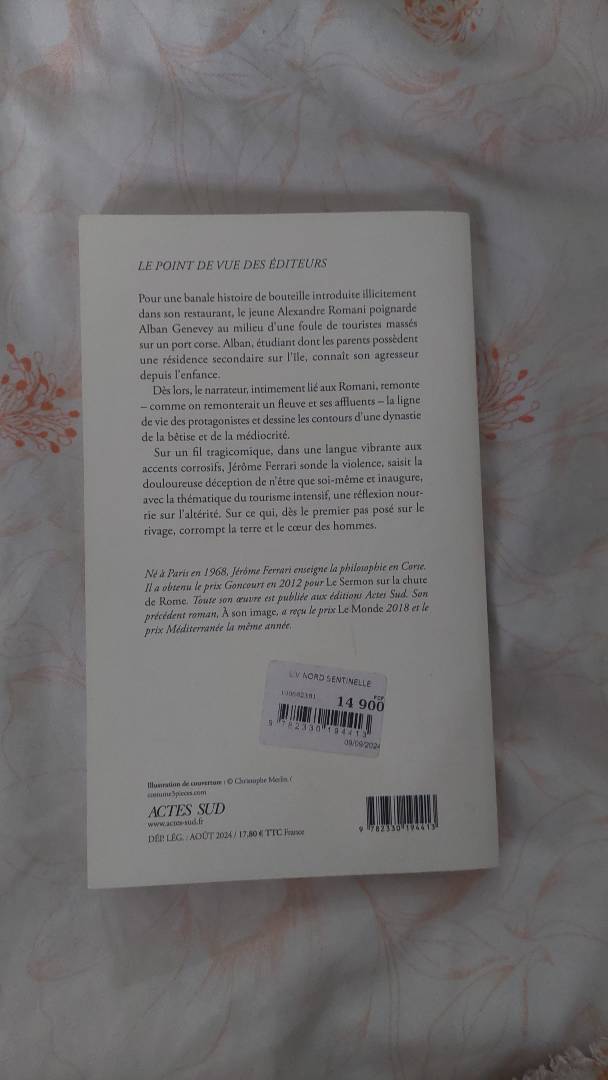 LE POINT DE VUE DES ÉDITEURS
Pour une banale histoire de bouteille introduite illicitement
dans son restaurant, le jeune Alexandre Romani poignarde
Alban Genevey au milieu d'une foule de touristes massés
sur un port corse. Alban, étudiant dont les parents possèdent
une résidence secondaire sur l'île, connaît son agresseur
depuis l'enfance.
Dès lors, le narrateur, intimement lié aux Romani, remonte
– comme on remonterait un fleuve et ses affluents – la ligne
de vie des protagonistes et dessine les contours d'une dynastie
de la bêtise et de la médiocrité.
Sur un fil tragicomique, dans une langue vibrante aux
accents corrosifs, Jérôme Ferrari sonde la violence, saisit la
douloureuse déception de n'être que soi-même et inaugure,
avec la thématique du tourisme intensif, une réflexion nour-
rie sur l'altérité. Sur ce qui, dès le premier pas posé sur le
rivage, corrompt la terre et le cœur des hommes.
Né à Paris en 1968, Jérôme Ferrari enseigne la philosophie en Corse.
Il a obtenu le prix Goncourt en 2012 pour Le Sermon sur la chute
de Rome. Toute son œuvre est publiée aux éditions Actes Sud. Son
précédent roman, À son image, a reçu le prix Le Monde 2018 et le
prix Méditerranée la même année.
LV NORD SENTINELLE
14 900
9 782330 194413
09/09/2024
Illustration de couverture : © Christophe Merlin. /
costume3pieces.com
ACTES SUD
www.actes-sud.fr
DÉP. LÉG. : AOÛT 2024 / 17,80 € TTC France
9 782330 194413